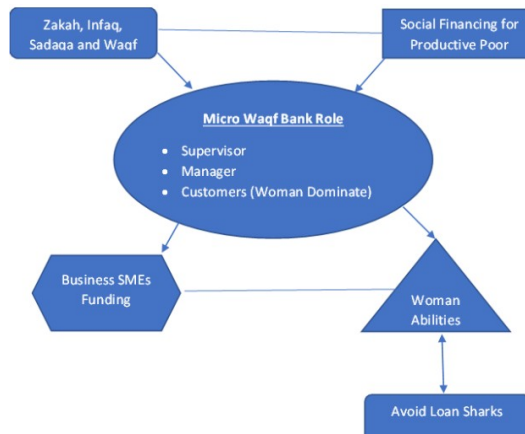 Zakah, Infaq,
Sadaqa and Waqf
Social Financing for
Productive Poor
Micro Waqf Bank Role
• Supervisor
• Manager
• Customers (Woman Dominate)
Business SMEs
Funding
Woman
Abilities
Avoid Loan Sharks